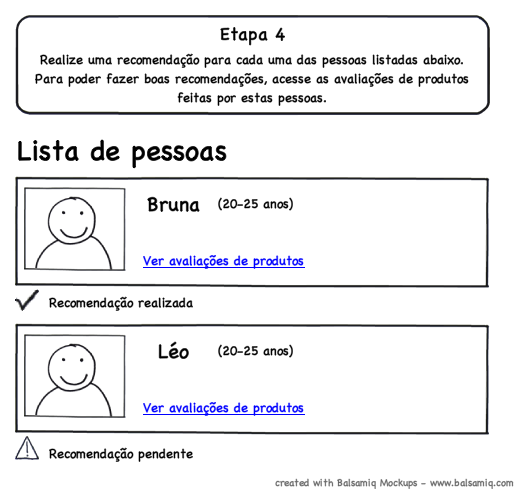 Etapa 4
Realize uma recomendação para cada uma das pessoas listadas abaixo.
Para poder fazer boas recomendações, acesse as avaliações de produtos
feitas por estas pessoas.
Lista de pessoas
Bruna (20-25 anos)
Ver avaliações de produtos
Recomendação realizada
Léo (20-25 anos)
Ver avaliações de produtos
Recomendação pendente
created with Balsamiq Mockups - www.balsamiq.com